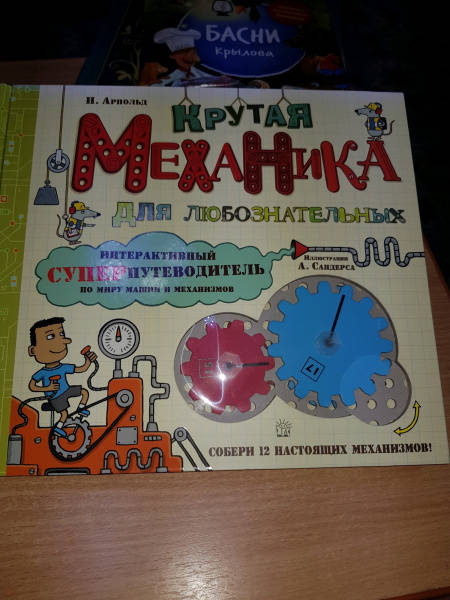 БАСНИ
Крылова
Н. Арнольд
КРУТАЯ
МЕХАНИКА
ДЛЯ ЛЮБОЗНАТЕЛЬНЫХ
ИНТЕРАКТИВНЫЙ
СУПЕРПУТЕВОДИТЕЛЬ
ПО МИРУ МАШИН И МЕХАНИЗМОВ
Иллюстрации
А. Сандерса
СОБЕРИ 12 НАСТОЯЩИХ МЕХАНИЗМОВ!